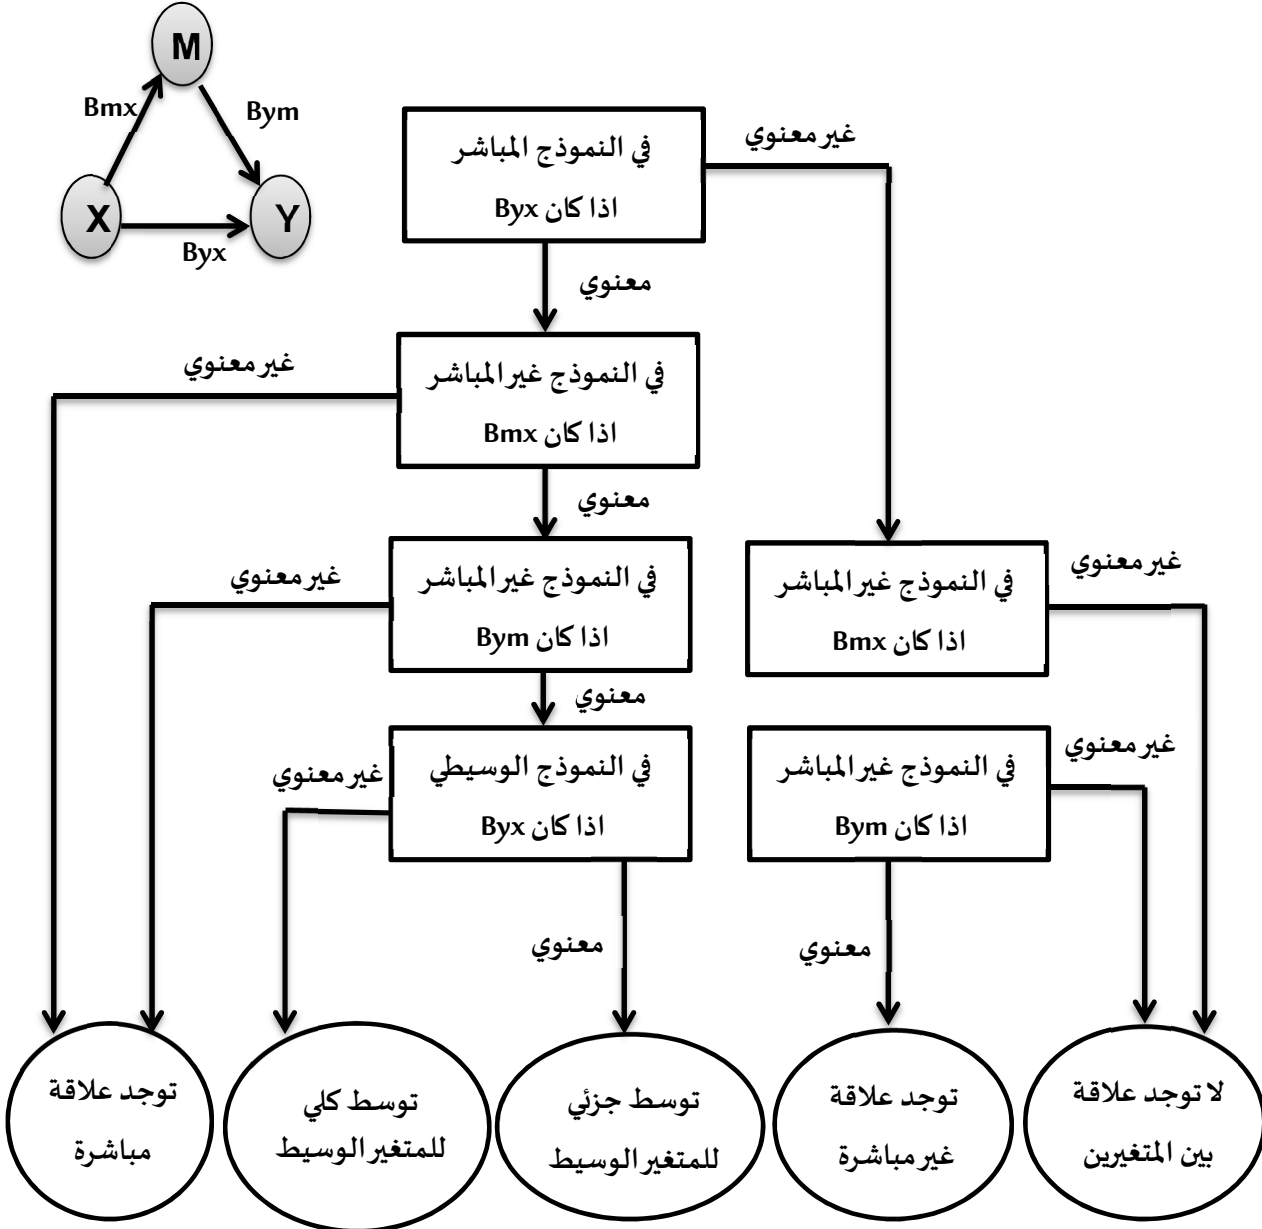 M
Bmx
Bym
X
Y
Byx
في النموذج المباشر
اذا كان Byx
غير معنوي
معنوي
في النموذج غير المباشر
اذا كان Bmx
غير معنوي
معنوي
في النموذج غير المباشر
اذا كان Bym
غير معنوي
في النموذج غير المباشر
اذا كان Bmx
غير معنوي
معنوي
في النموذج الوسيطي
اذا كان Byx
غير معنوي
في النموذج غير المباشر
اذا كان Bym
غير معنوي
معنوي
معنوي
لا توجد علاقة
بين المتغيرين
توجد علاقة
غير مباشرة
توسط جزئي
للمتغير الوسيط
توسط كلي
للمتغير الوسيط
توجد علاقة
مباشرة